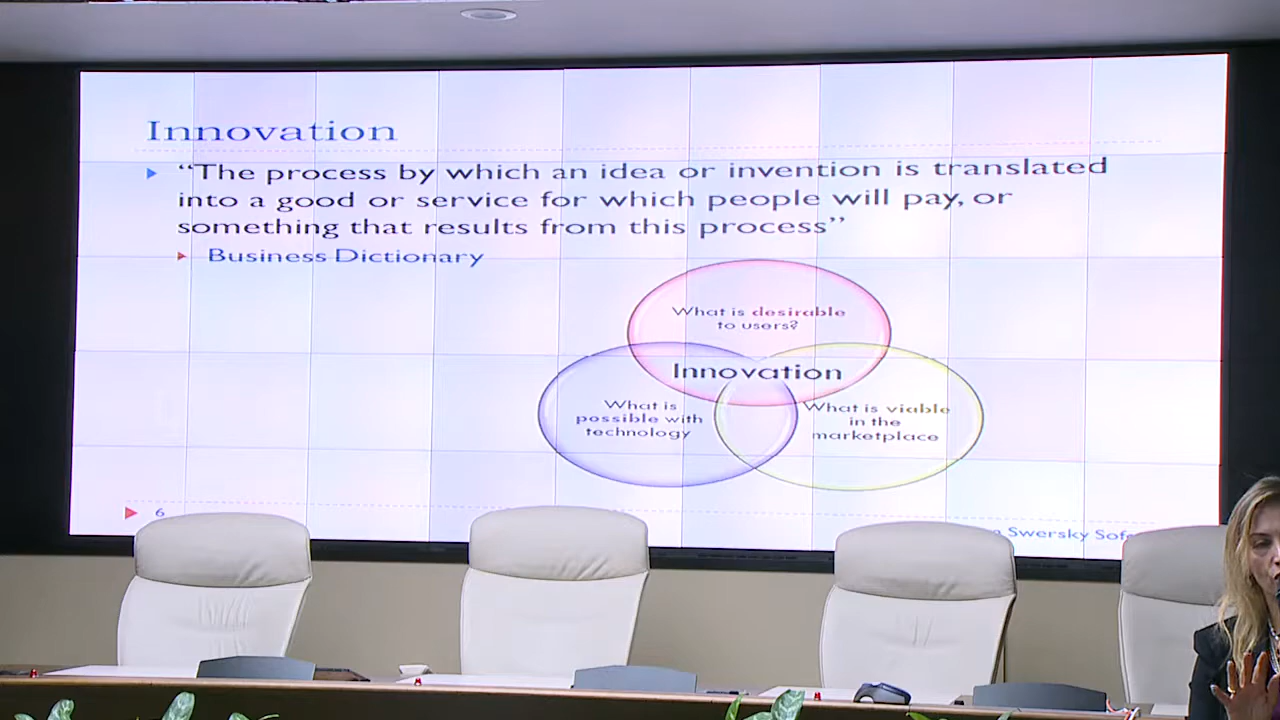 Innovation
“The process by which an idea or invention is translated
into a good or service for which people will pay, or
something that results from this process”
Business Dictionary
What is desirable
to users?
Innovation
What is
possible with
technology
What is viable
in the
marketplace
6
Swersky